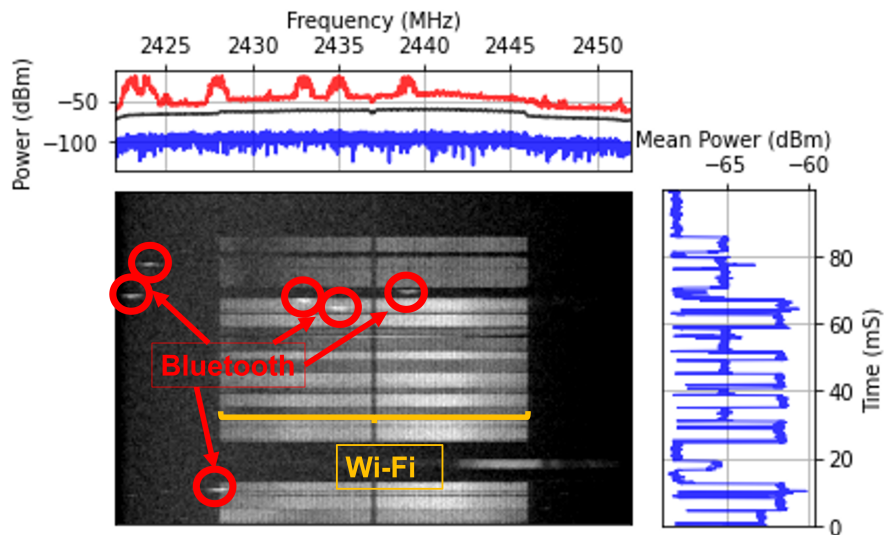 Frequency (MHz)
2425 2430 2435 2440 2445 2450
Power (dBm)
−50
−100
Mean Power (dBm)
−65 −60
Bluetooth
Wi-Fi
80
60
40
20
0
Time (mS)